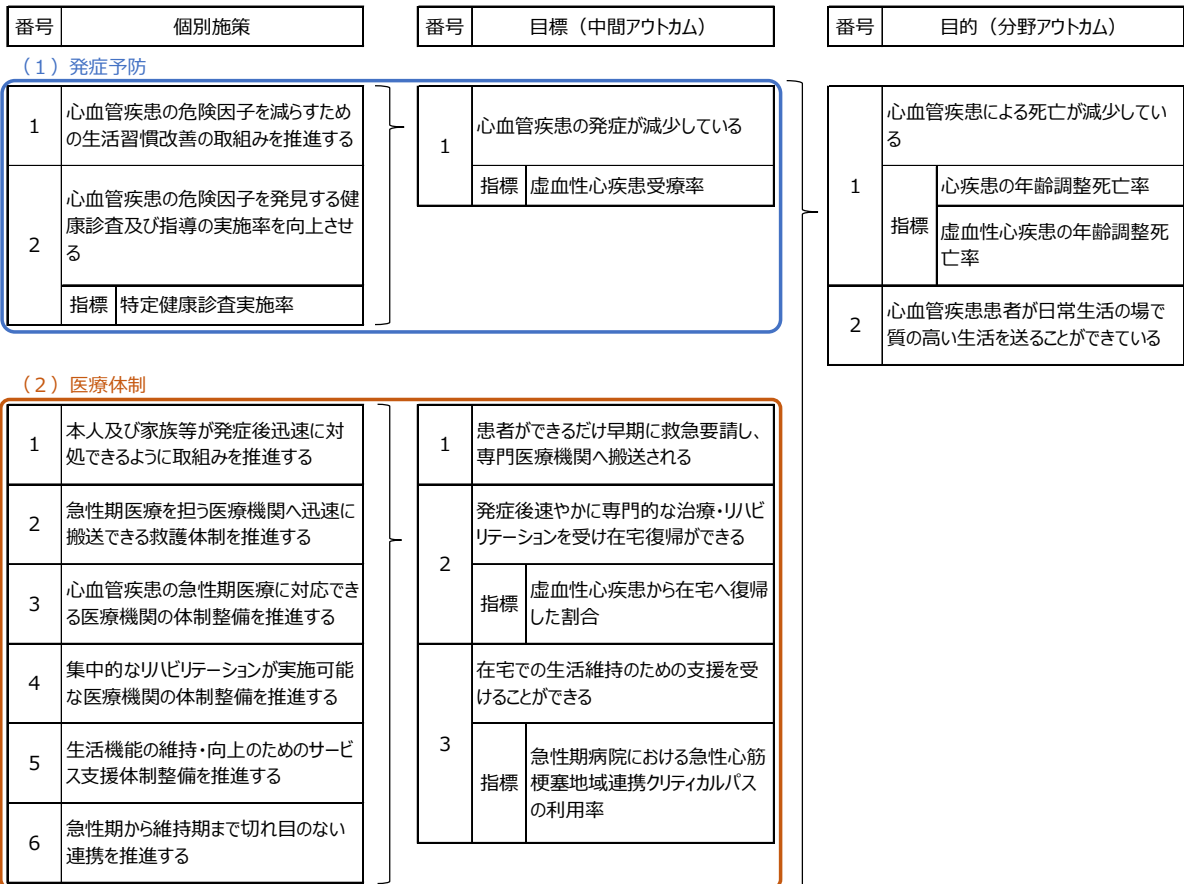 番号 個別施策
番号 目標（中間アウトカム）
番号 目的（分野アウトカム）
（１）発症予防
1
心血管疾患の危険因子を減らすため
の生活習慣改善の取組みを推進する
2
心血管疾患の危険因子を発見する健
康診査及び指導の実施率を向上させ
る
指標 特定健康診査実施率
1
心血管疾患の発症が減少している
指標 虚血性心疾患受療率
1
心血管疾患による死亡が減少してい
る
指標
心疾患の年齢調整死亡率
虚血性心疾患の年齢調整死
亡率
2
心血管疾患患者が日常生活の場で
質の高い生活を送ることができている
（２）医療体制
1
本人及び家族等が発症後迅速に対
処できるように取組みを推進する
2
急性期医療を担う医療機関へ迅速に
搬送できる救護体制を推進する
3
心血管疾患の急性期医療に対応でき
る医療機関の体制整備を推進する
4
集中的なリハビリテーションが実施可能
な医療機関の体制整備を推進する
5
生活機能の維持・向上のためのサービ
ス支援体制整備を推進する
6
急性期から維持期まで切れ目のない
連携を推進する
1
患者ができるだけ早期に救急要請し、
専門医療機関へ搬送される
2
発症後速やかに専門的な治療・リハビ
リテーションを受け在宅復帰ができる
指標
虚血性心疾患から在宅へ復帰
した割合
3
在宅での生活維持のための支援を受
けることができる
指標
急性期病院における急性心筋
梗塞地域連携クリティカルパス
の利用率